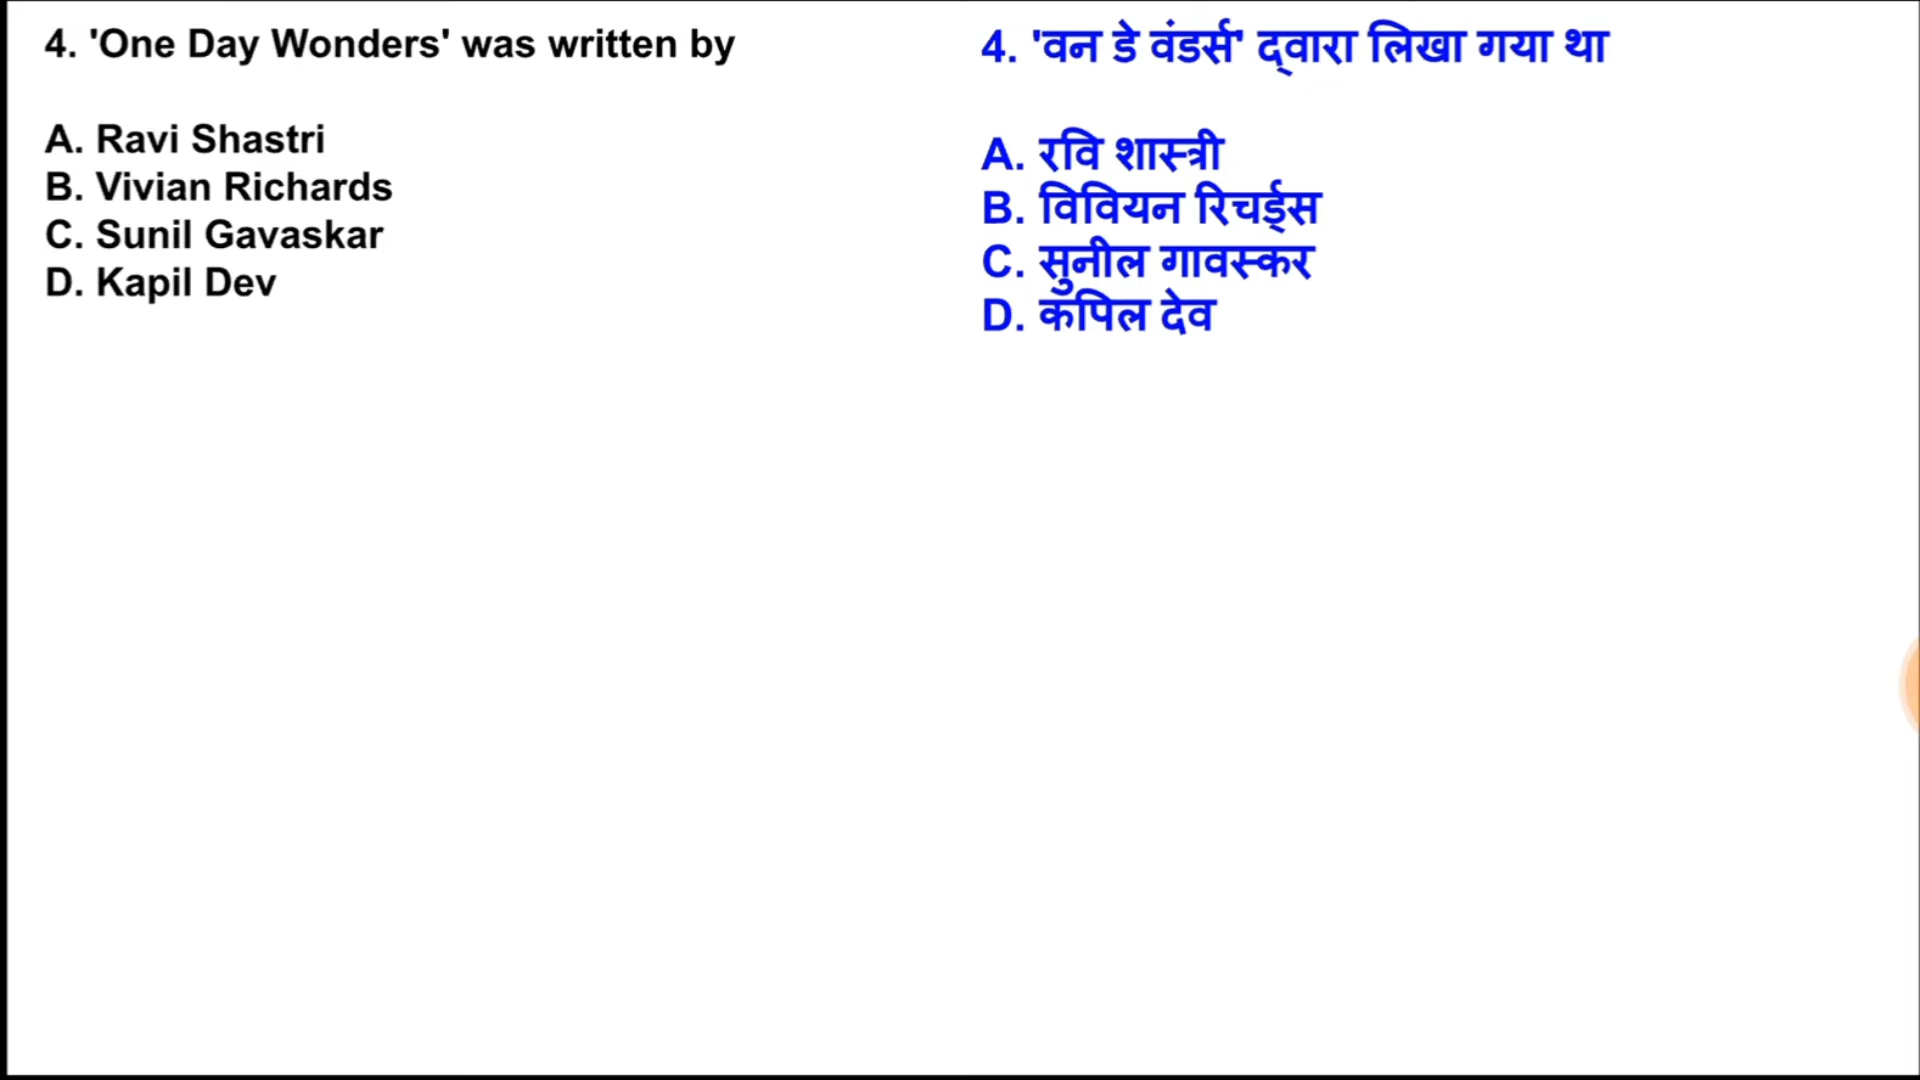 4. 'One Day Wonders' was written by
A. Ravi Shastri
B. Vivian Richards
C. Sunil Gavaskar
D. Kapil Dev
4. 'वन डे वंडर्स' द्वारा लिखा गया था
A. रवि शास्त्री
B. विवियन रिचर्ड्स
C. सुनील गावस्कर
D. कपिल देव